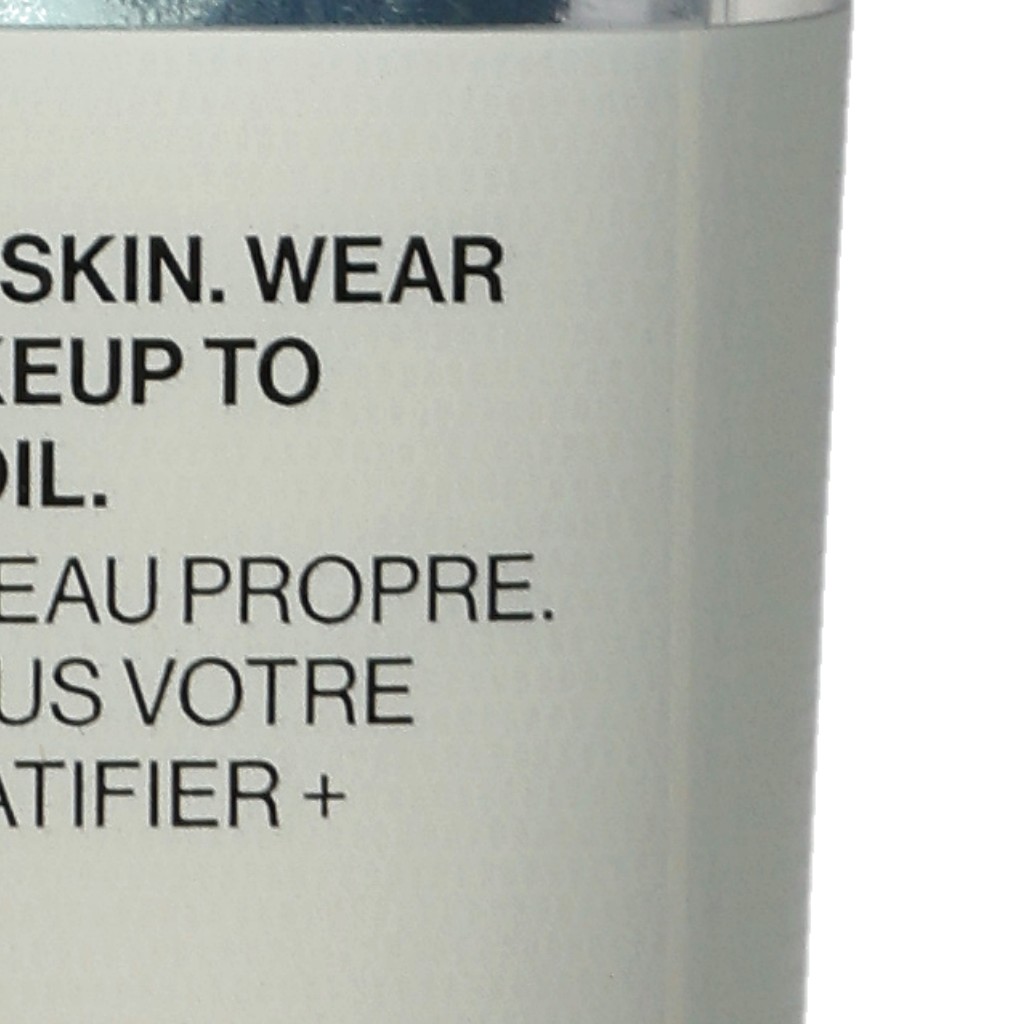 SKIN. WEAR
KEUP TO
OIL.
EAU PROPRE.
US VOTRE
ATIFIER +